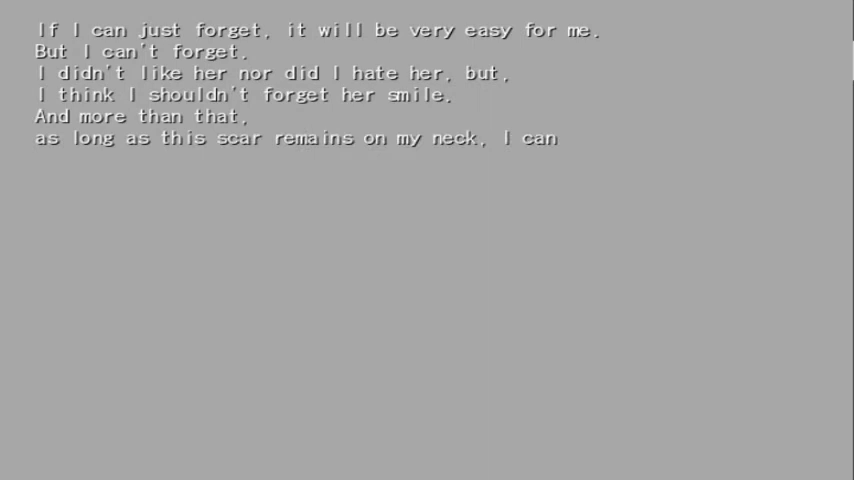 If I can just forget, it will be very easy for me.
But I can't forget.
I didn't like her nor did I hate her, but,
I think I shouldn't forget her smile.
And more than that,
as long as this scar remains on my neck, I can